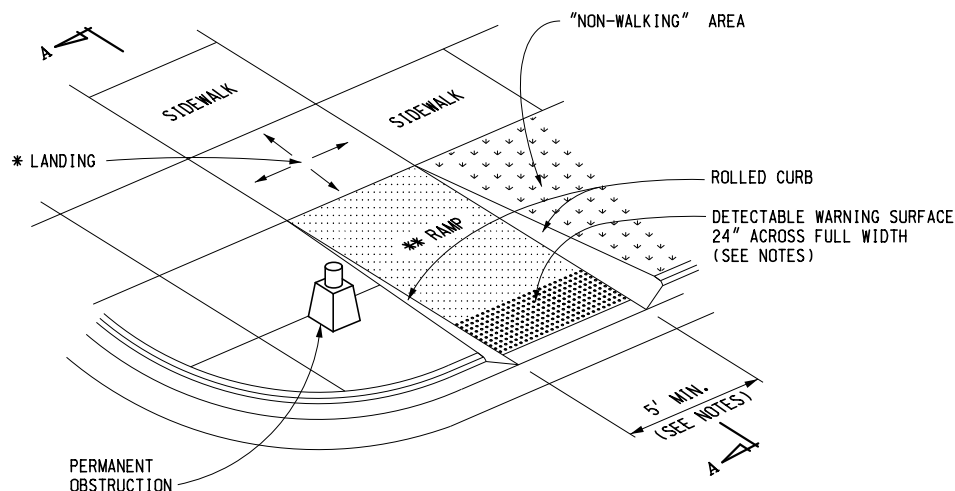 "NON-WALKING" AREA
A
SIDEWALK
SIDEWALK
* LANDING
ROLLED CURB
** RAMP
DETECTABLE WARNING SURFACE
24" ACROSS FULL WIDTH
(SEE NOTES)
5' MIN.
(SEE NOTES)
A
PERMANENT
OBSTRUCTION